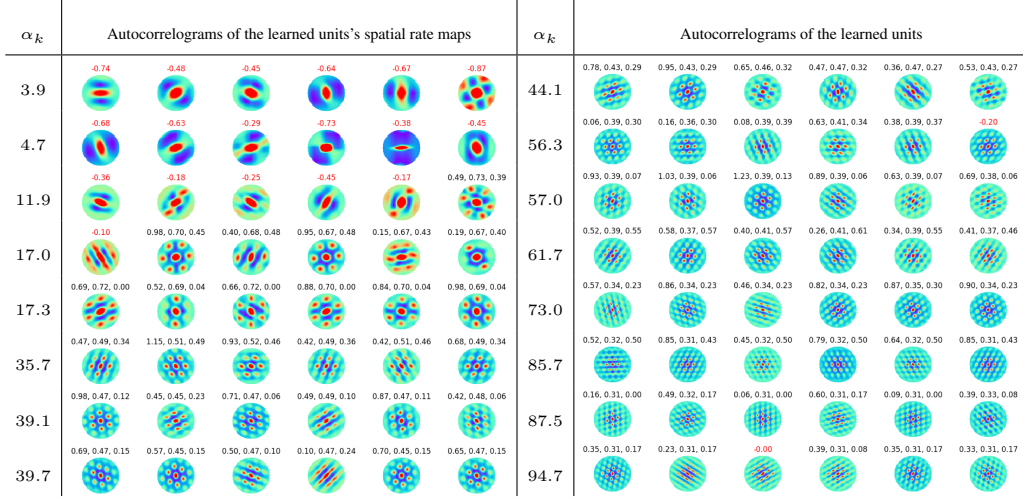 α_k Autocorrelograms of the learned units's spatial rate maps α_k Autocorrelograms of the learned units
3.9 -0.74 -0.48 -0.45 -0.64 -0.67 -0.87
4.7 -0.68 -0.63 -0.29 -0.73 -0.38 -0.45
11.9 -0.36 -0.18 -0.25 -0.45 -0.17 0.49, 0.73, 0.39
17.0 -0.10 0.98, 0.70, 0.45 0.40, 0.68, 0.48 0.95, 0.67, 0.48 0.15, 0.67, 0.43 0.19, 0.67, 0.40
17.3 0.69, 0.72, 0.00 0.52, 0.69, 0.04 0.66, 0.72, 0.00 0.88, 0.70, 0.00 0.84, 0.70, 0.04 0.98, 0.69, 0.04
35.7 0.47, 0.49, 0.34 1.15, 0.51, 0.49 0.93, 0.52, 0.46 0.42, 0.49, 0.36 0.42, 0.51, 0.46 0.68, 0.49, 0.34
39.1 0.98, 0.47, 0.12 0.45, 0.45, 0.23 0.71, 0.47, 0.06 0.49, 0.49, 0.10 0.87, 0.47, 0.11 0.42, 0.48, 0.06
39.7 0.69, 0.47, 0.15 0.57, 0.45, 0.15 0.50, 0.47, 0.10 0.10, 0.47, 0.24 0.70, 0.45, 0.15 0.65, 0.47, 0.15
44.1 0.78, 0.43, 0.29 0.95, 0.43, 0.29 0.65, 0.46, 0.32 0.47, 0.47, 0.32 0.36, 0.47, 0.27 0.53, 0.43, 0.27
56.3 0.06, 0.39, 0.30 0.16, 0.36, 0.30 0.08, 0.39, 0.39 0.63, 0.41, 0.34 0.38, 0.39, 0.37 -0.20
57.0 0.93, 0.39, 0.07 1.03, 0.39, 0.06 1.23, 0.39, 0.13 0.89, 0.39, 0.06 0.63, 0.39, 0.07 0.69, 0.38, 0.06
61.7 0.52, 0.39, 0.55 0.58, 0.37, 0.57 0.40, 0.41, 0.57 0.26, 0.41, 0.61 0.34, 0.39, 0.55 0.41, 0.37, 0.46
73.0 0.57, 0.34, 0.23 0.86, 0.34, 0.23 0.46, 0.34, 0.23 0.82, 0.34, 0.23 0.87, 0.35, 0.30 0.90, 0.34, 0.23
85.7 0.52, 0.32, 0.50 0.85, 0.31, 0.43 0.45, 0.32, 0.50 0.79, 0.32, 0.50 0.64, 0.32, 0.50 0.85, 0.31, 0.43
87.5 0.16, 0.31, 0.00 0.49, 0.32, 0.17 0.06, 0.31, 0.00 0.60, 0.31, 0.17 0.09, 0.31, 0.00 0.39, 0.33, 0.08
94.7 0.35, 0.31, 0.17 0.23, 0.31, 0.17 -0.00 0.39, 0.31, 0.08 0.35, 0.31, 0.17 0.33, 0.31, 0.17